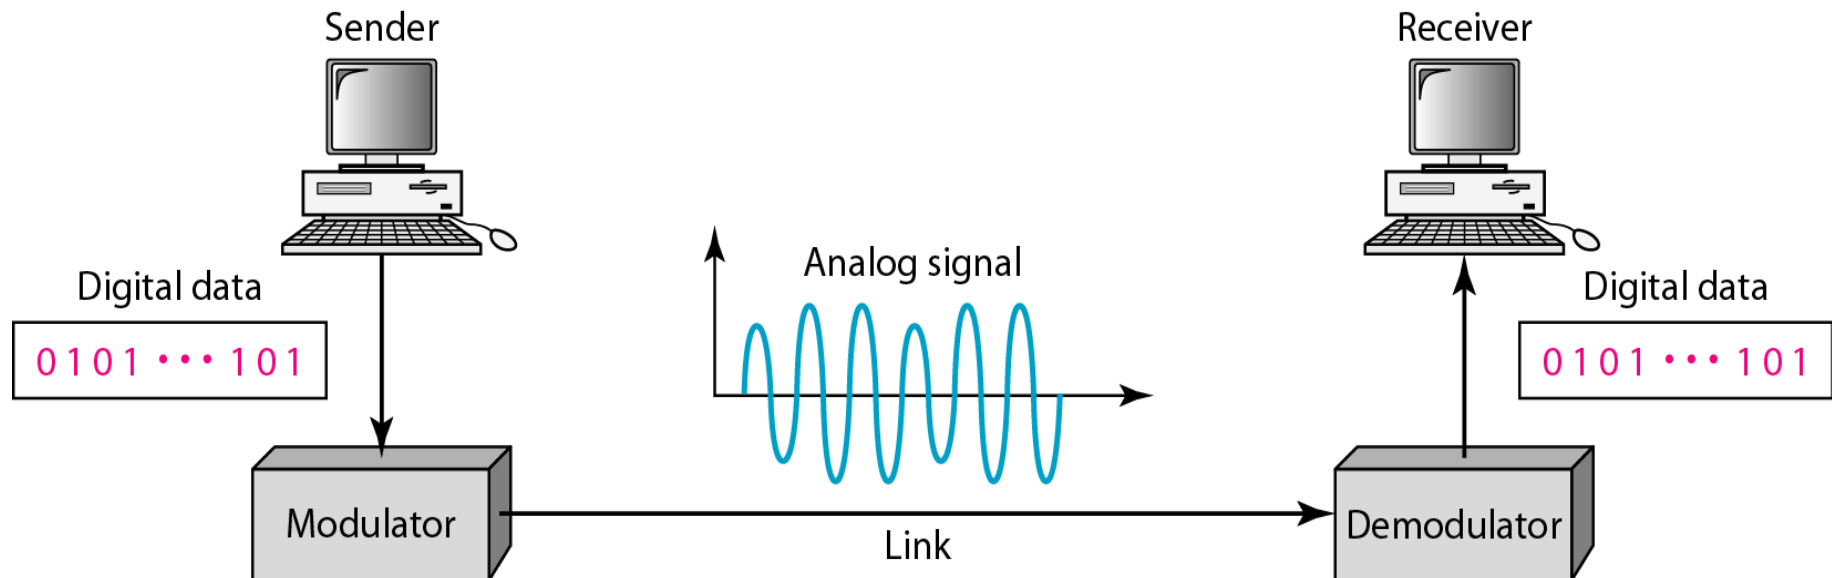 Sender
Receiver
Digital data
0101 ••• 101
Analog signal
Digital data
0101 ••• 101
Modulator
Link
Demodulator